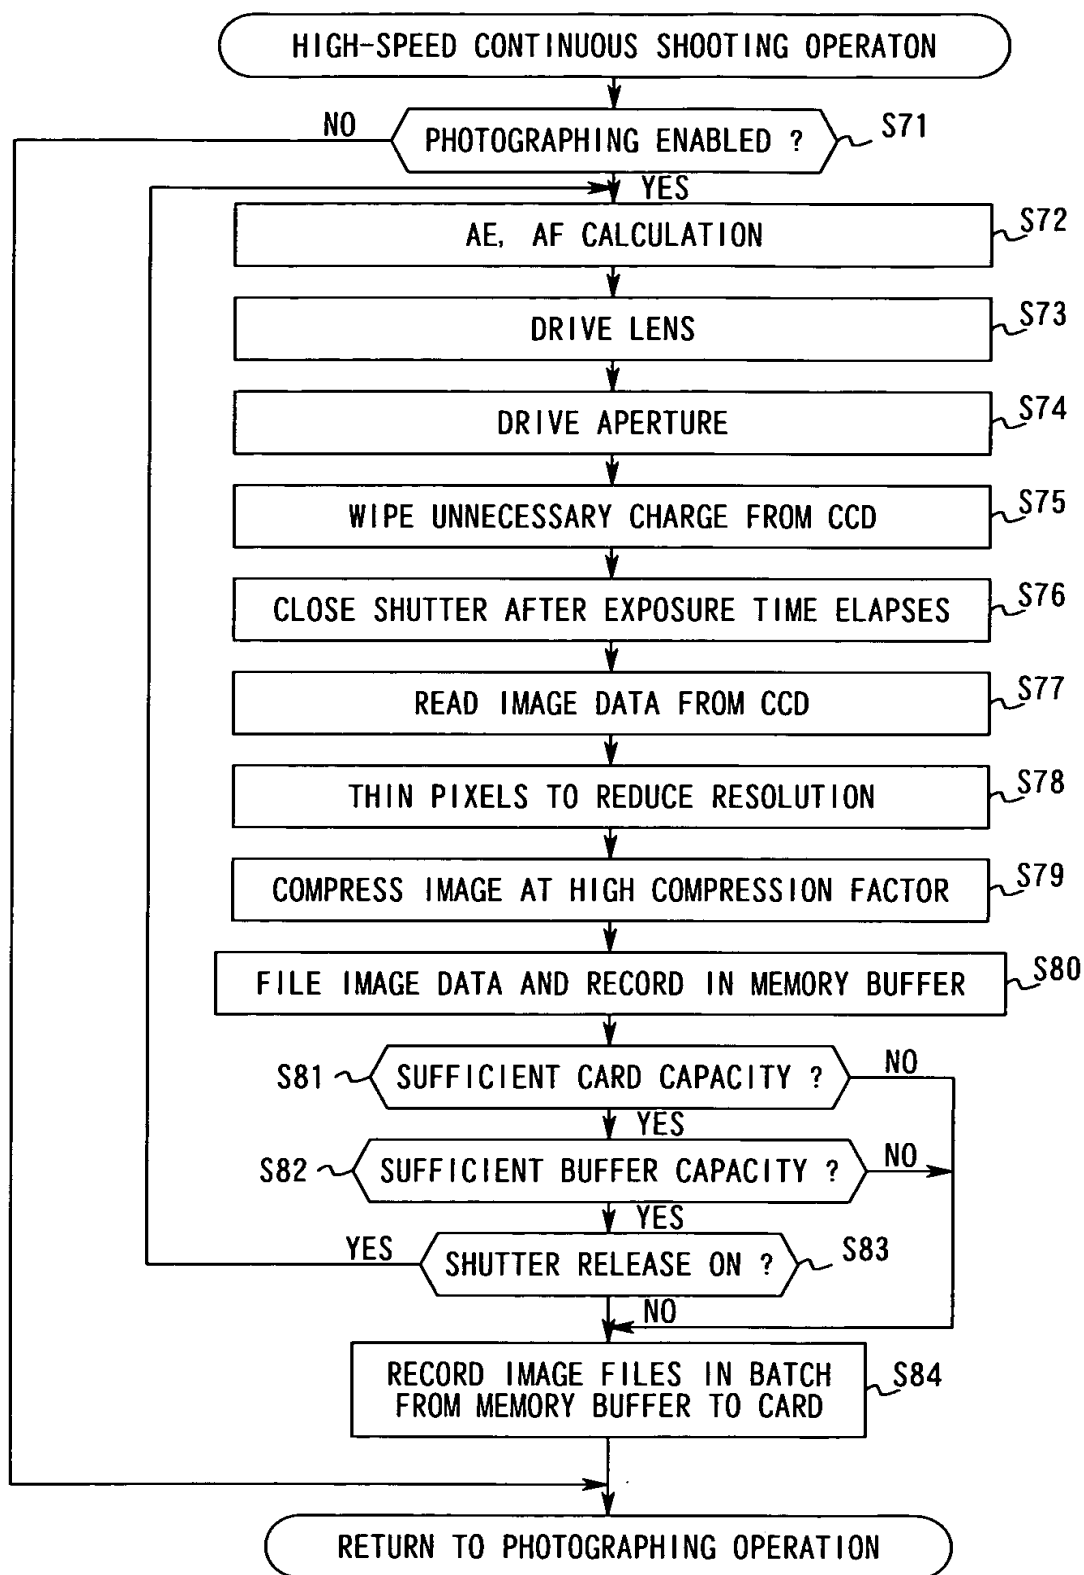 HIGH-SPEED CONTINUOUS SHOOTING OPERATON
NO
PHOTOGRAPHING ENABLED ?
S71
YES
AE, AF CALCULATION
S72
DRIVE LENS
S73
DRIVE APERTURE
S74
WIPE UNNECESSARY CHARGE FROM CCD
S75
CLOSE SHUTTER AFTER EXPOSURE TIME ELAPSES
S76
READ IMAGE DATA FROM CCD
S77
THIN PIXELS TO REDUCE RESOLUTION
S78
COMPRESS IMAGE AT HIGH COMPRESSION FACTOR
S79
FILE IMAGE DATA AND RECORD IN MEMORY BUFFER
S80
S81
SUFFICIENT CARD CAPACITY ?
NO
YES
S82
SUFFICIENT BUFFER CAPACITY ?
NO
YES
YES
SHUTTER RELEASE ON ?
S83
NO
RECORD IMAGE FILES IN BATCH
FROM MEMORY BUFFER TO CARD
S84
RETURN TO PHOTOGRAPHING OPERATION